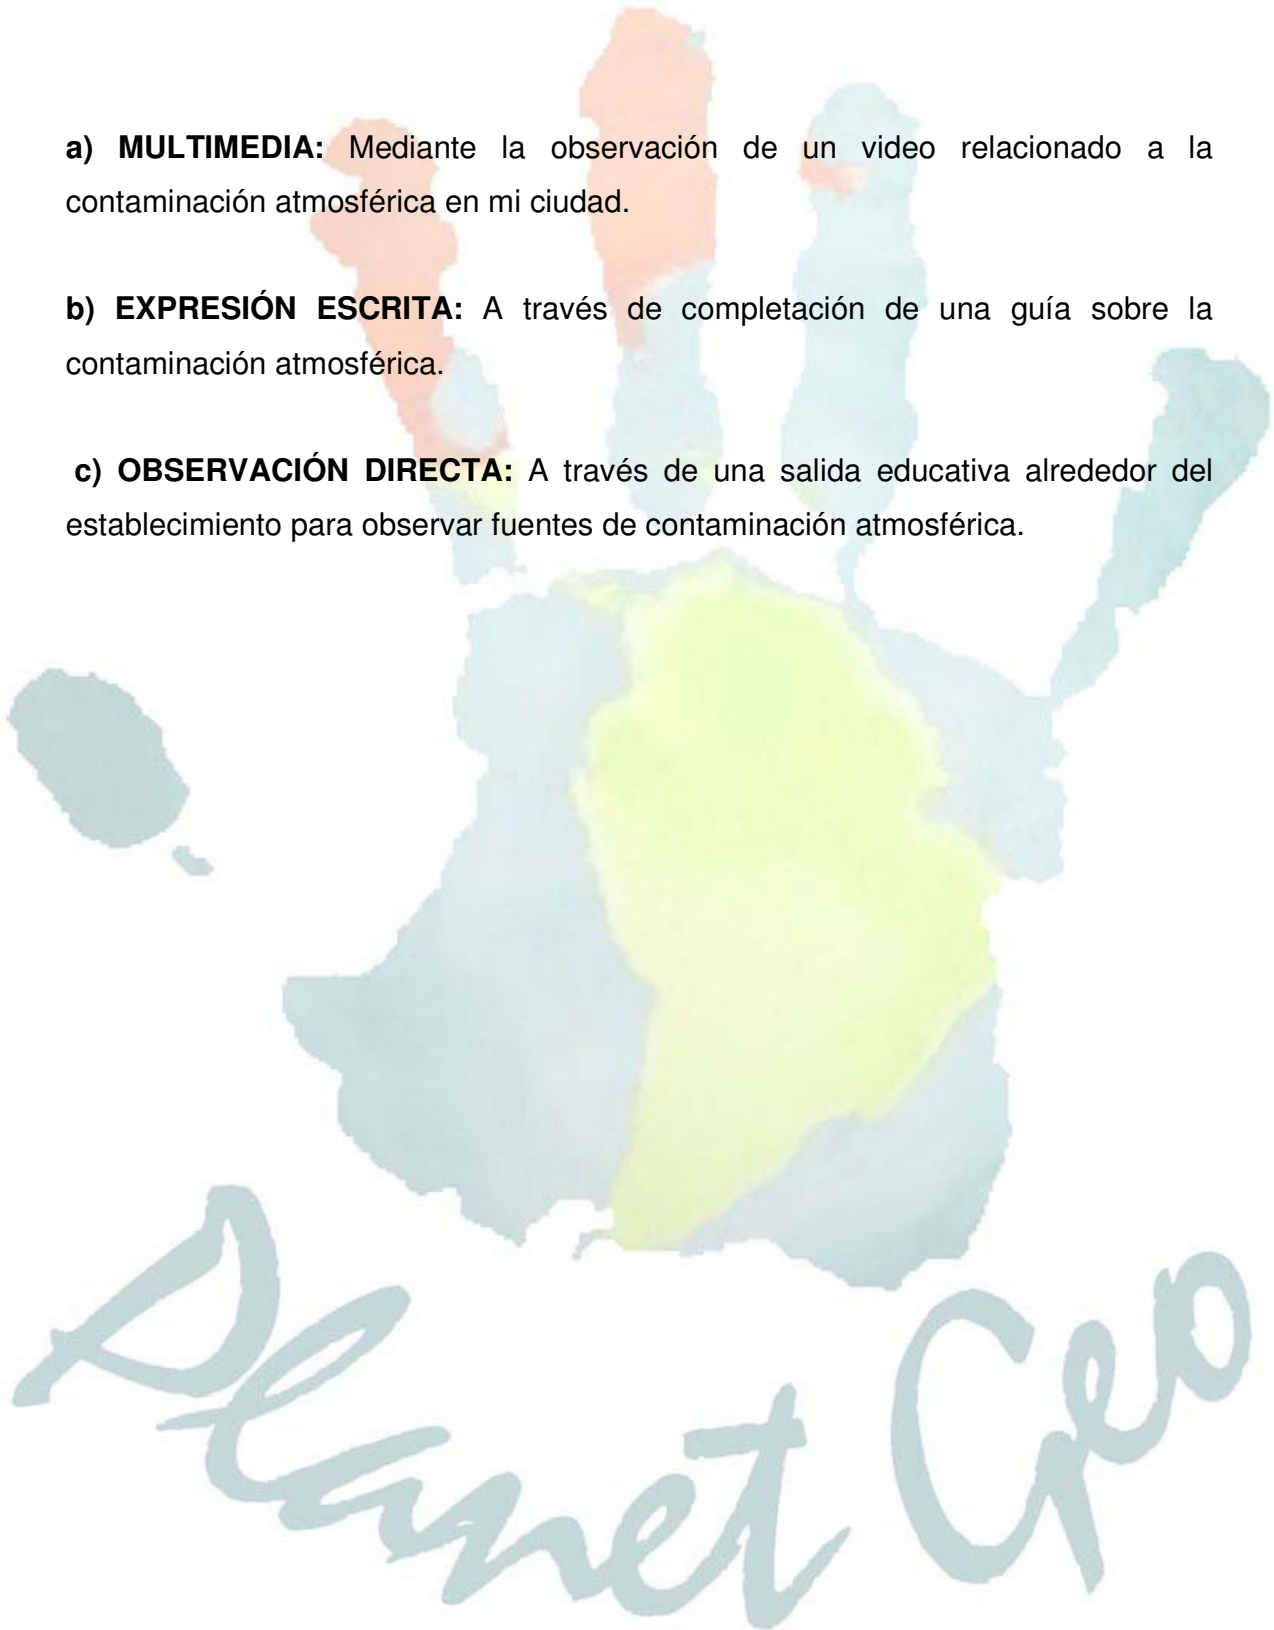 a) MULTIMEDIA: Mediante la observación de un video relacionado a la
contaminación atmosférica en mi ciudad.
b) EXPRESIÓN ESCRITA: A través de completación de una guía sobre la
contaminación atmosférica.
c) OBSERVACIÓN DIRECTA: A través de una salida educativa alrededor del
establecimiento para observar fuentes de contaminación atmosférica.
Planet Geo